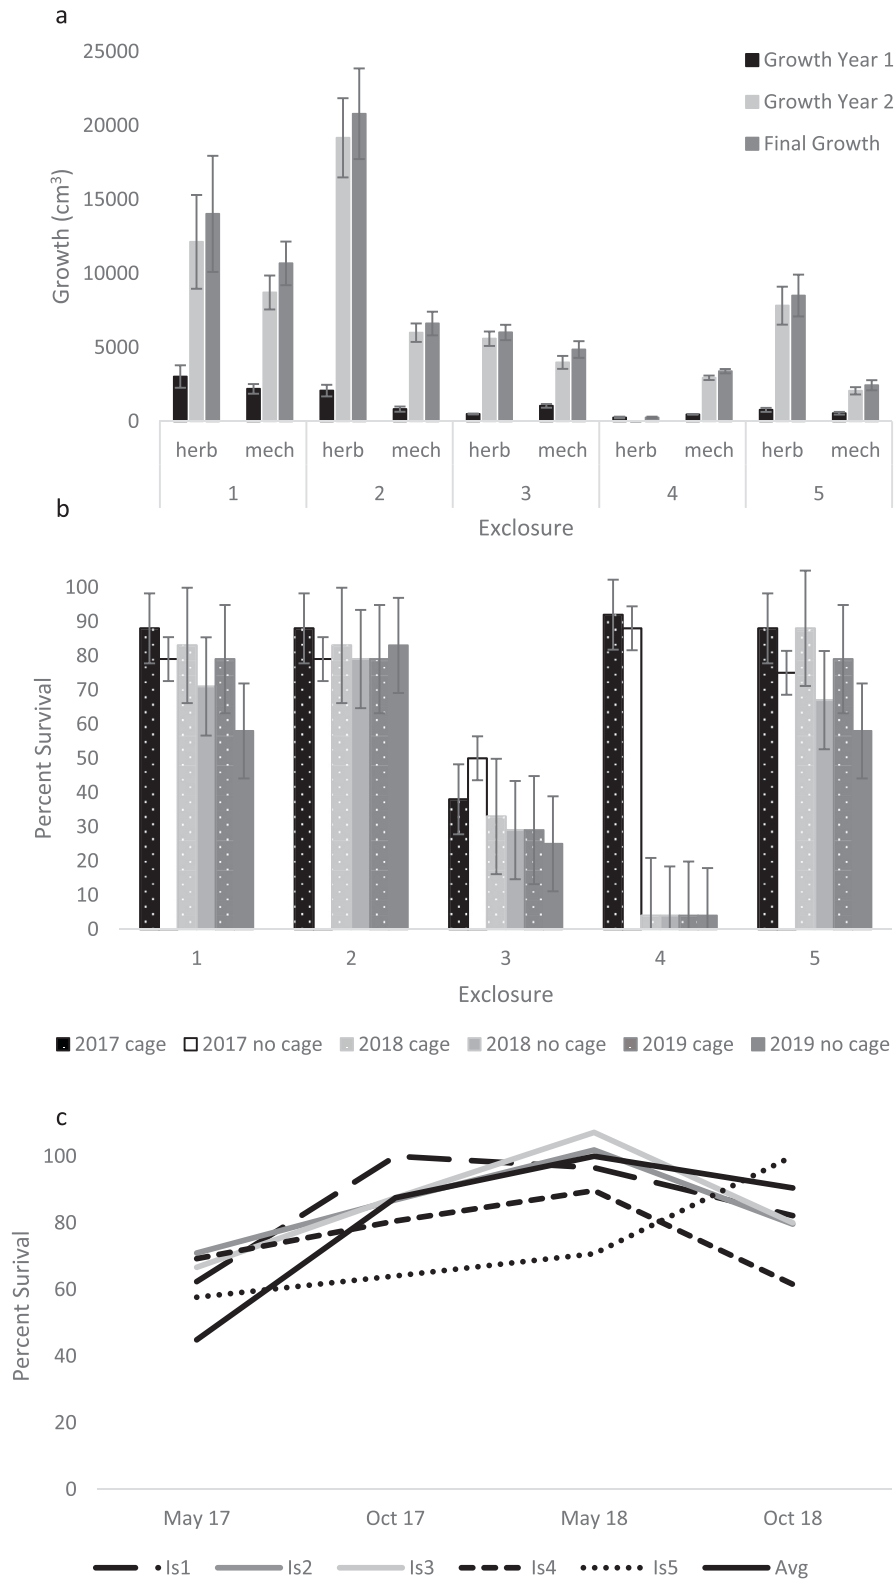 a
25000
20000
15000
10000
5000
0
Growth (cm³)
Growth Year 1
Growth Year 2
Final Growth
herb mech herb mech herb mech herb mech herb mech
1 2 3 4 5
Exclosure
b
100
90
80
70
60
50
40
30
20
10
0
Percent Survival
1 2 3 4 5
Exclosure
2017 cage 2017 no cage 2018 cage 2018 no cage 2019 cage 2019 no cage
c
100
80
60
40
20
0
Percent Surival
May 17 Oct 17 May 18 Oct 18
Is1 Is2 Is3 Is4 Is5 Avg